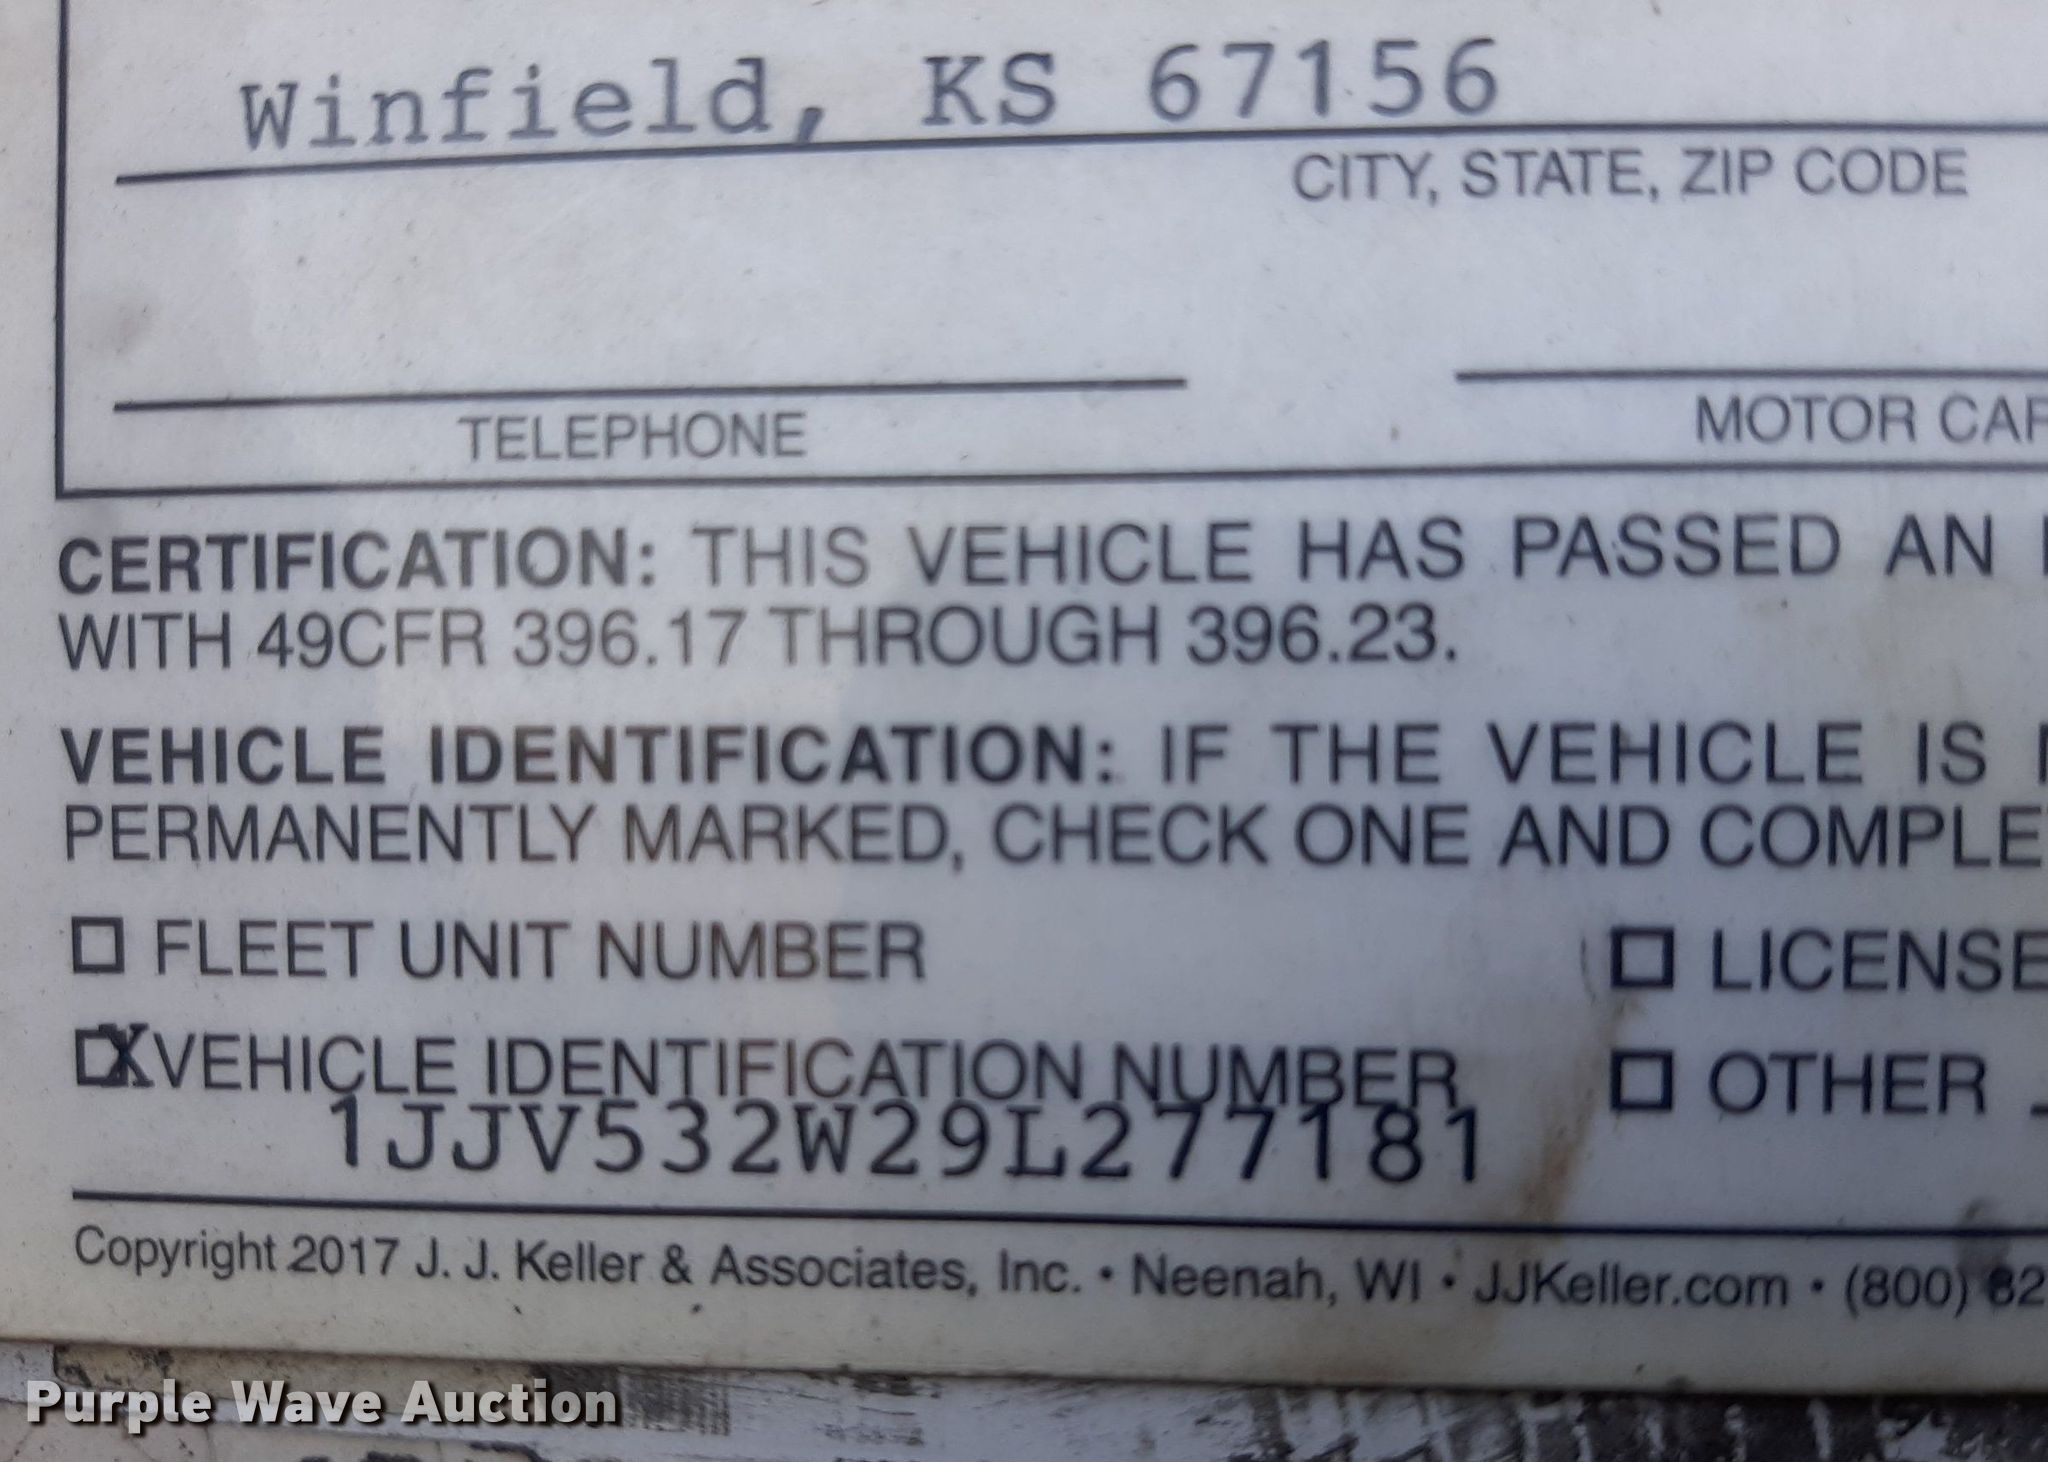 Winfield, KS 67156
CITY, STATE, ZIP CODE
TELEPHONE
MOTOR CAR
CERTIFICATION: THIS VEHICLE HAS PASSED AN
WITH 49CFR 396.17 THROUGH 396.23.
VEHICLE IDENTIFICATION: IF THE VEHICLE IS
PERMANENTLY MARKED, CHECK ONE AND COMPLE
☐ FLEET UNIT NUMBER
☐ LICENSE
☒ VEHICLE IDENTIFICATION NUMBER
☐ OTHER
1JJV532W29L277181
Copyright 2017 J. J. Keller & Associates, Inc. • Neenah, WI • JJKeller.com • (800) 82
Purple Wave Auction